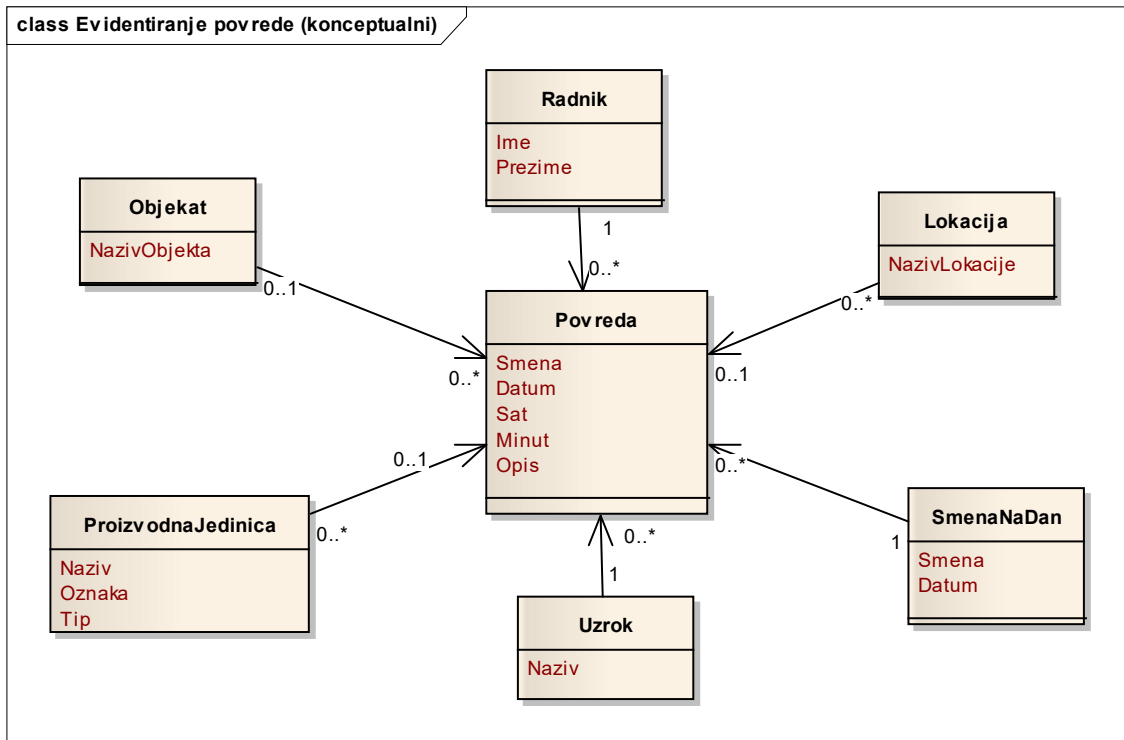 class Evidentiranje povrede (konceptualni)
Radnik
Ime
Prezime
1
0..*
Objekat
NazivObjekta
0..1
0..*
Lokacija
NazivLokacije
0..*
0..1
Povreda
Smena
Datum
Sat
Minut
Opis
ProizvodnaJedinica
Naziv
Oznaka
Tip
0..*
0..1
Uzrok
Naziv
1
0..*
SmenaNaDan
Smena
Datum
1
0..*